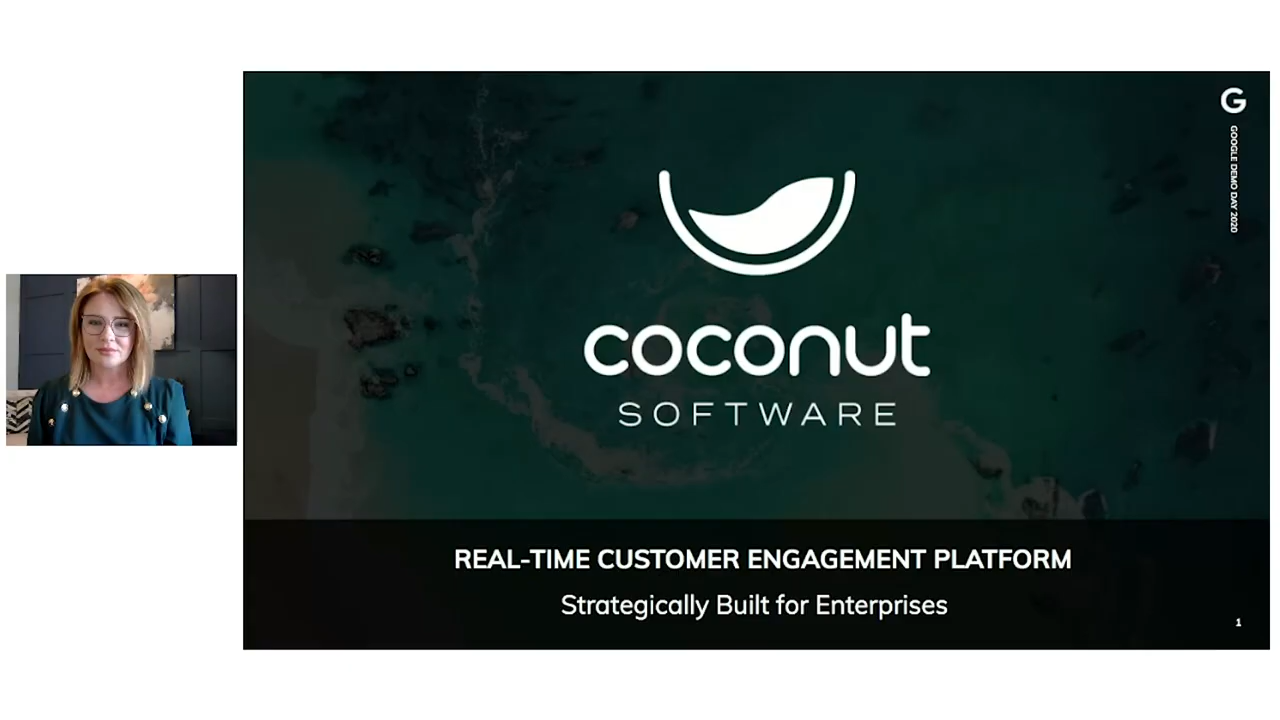 G
GOOGLE DEMO DAY 2020
coconut
SOFTWARE
REAL-TIME CUSTOMER ENGAGEMENT PLATFORM
Strategically Built for Enterprises
1